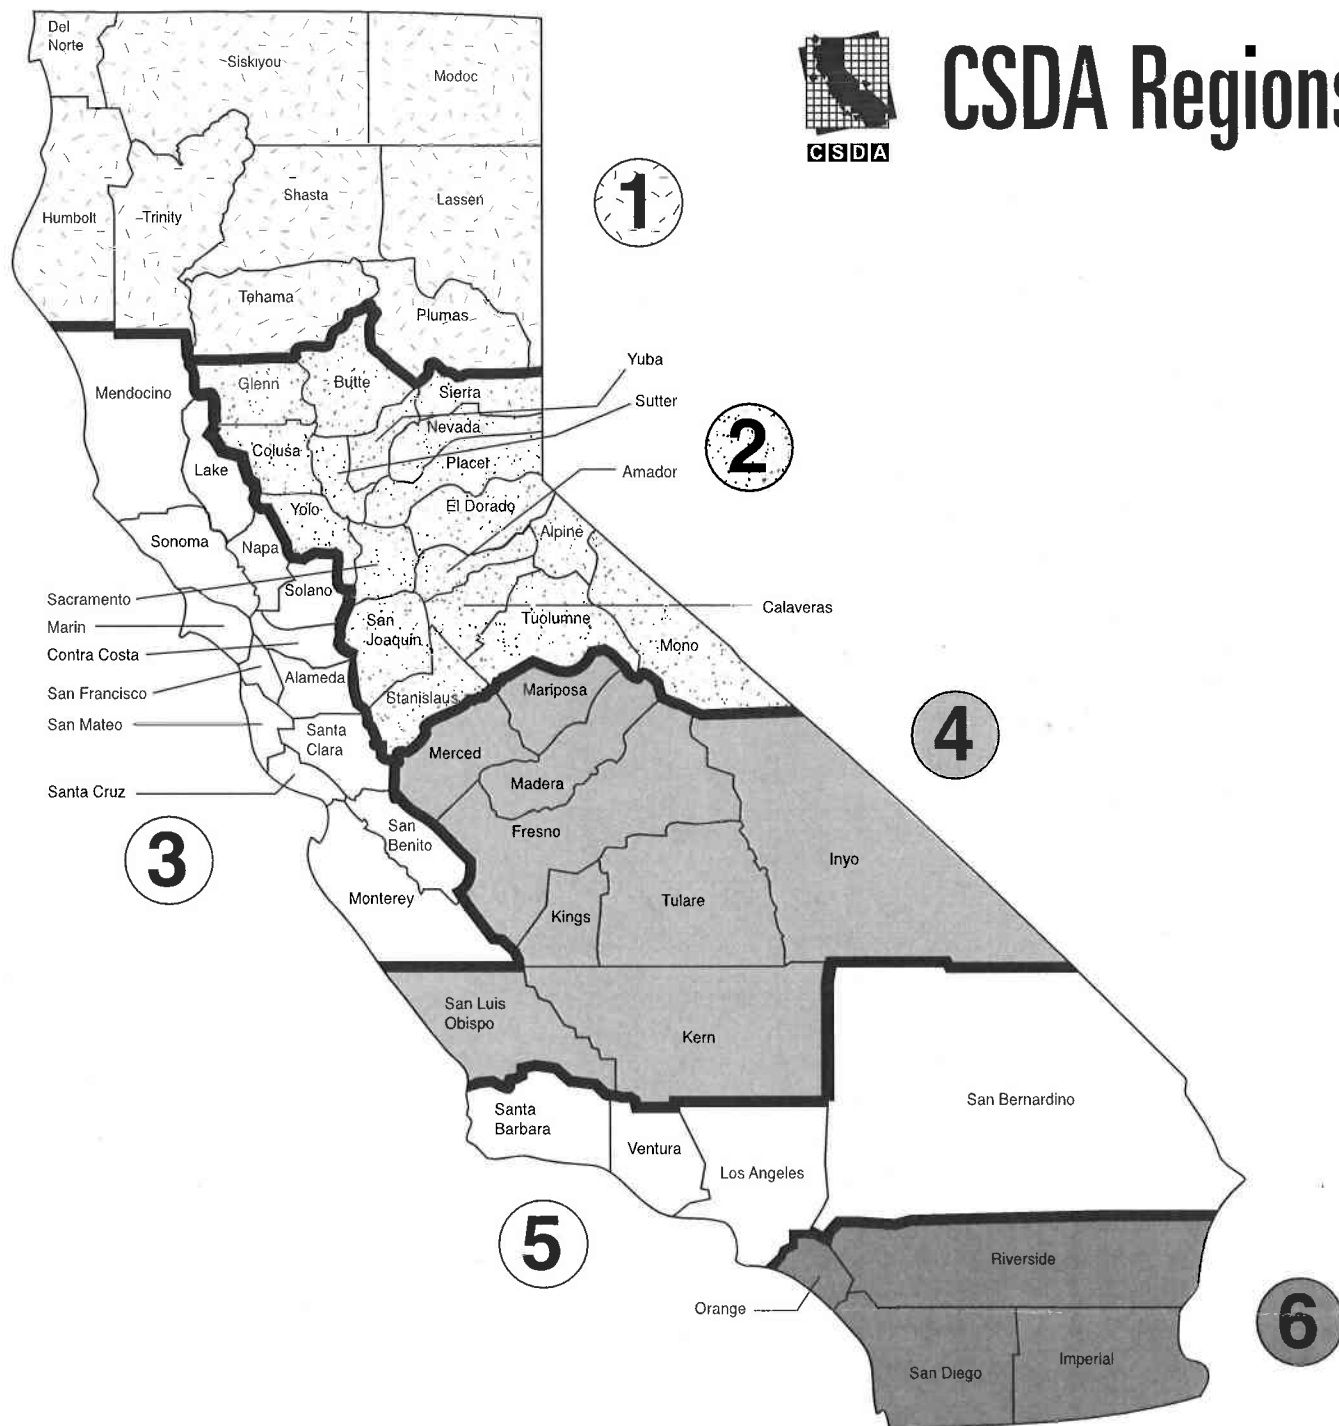 CSDA Regions
CSDA
Del
Norte
Siskiyou
Modoc
Humbolt
Trinity
Shasta
Lassen
1
Tehama
Plumas
Mendocino
Glenn
Butte
Sierra
Yuba
Sutter
Nevada
2
Lake
Colusa
Placer
Amador
Yolo
El Dorado
Sonoma
Napa
Alpine
Solano
Sacramento
Calaveras
Marin
San
Joaquin
Tuolumne
Mono
Contra Costa
Alameda
San Francisco
Stanislaus
Mariposa
San Mateo
Santa
Clara
Merced
4
Santa Cruz
Madera
3
San
Benito
Fresno
Inyo
Monterey
Kings
Tulare
San Luis
Obispo
Kern
Santa
Barbara
San Bernardino
Ventura
Los Angeles
5
Riverside
Orange
6
San Diego
Imperial